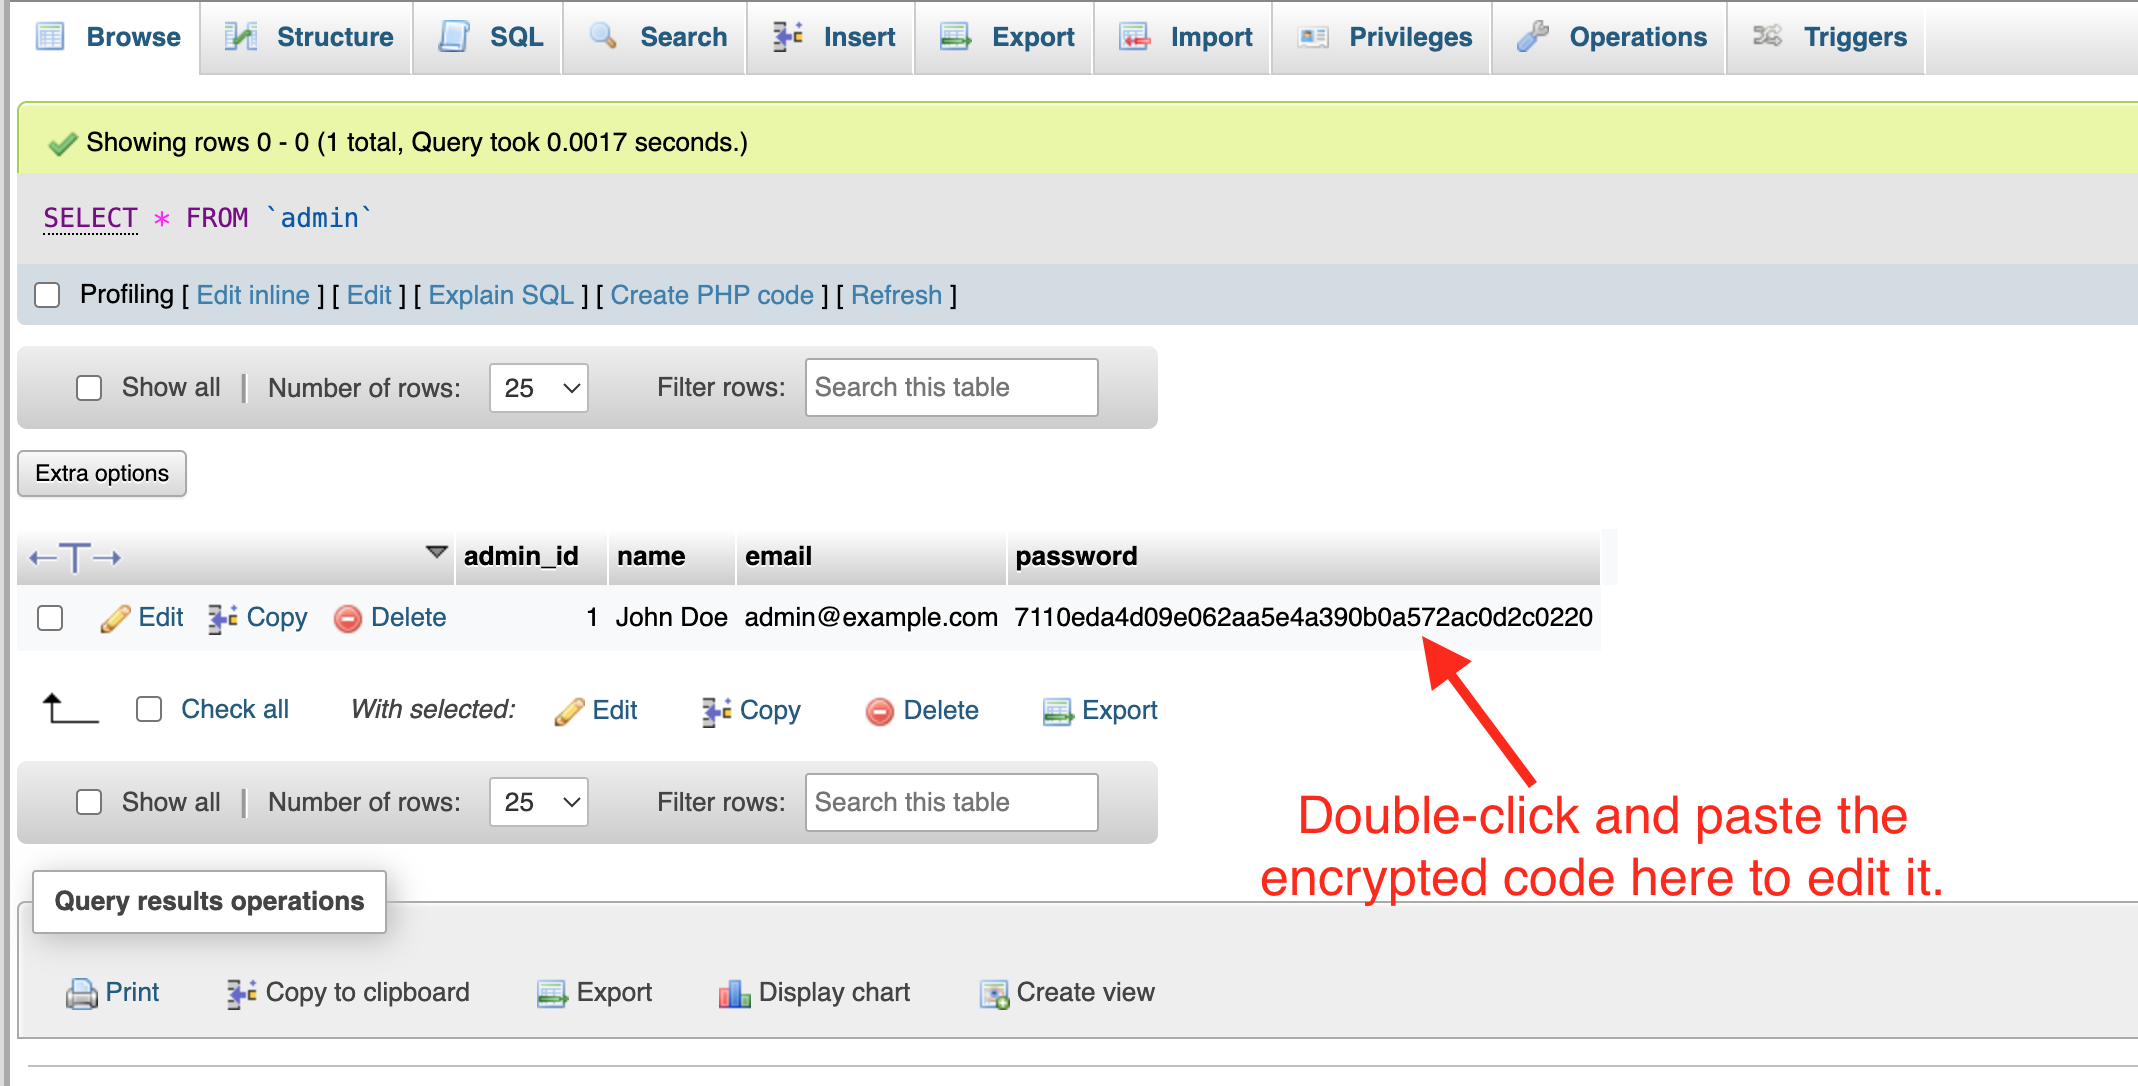 Browse Structure SQL Search Insert Export Import Privileges Operations Triggers
Showing rows 0 - 0 (1 total, Query took 0.0017 seconds.)
SELECT * FROM `admin`
Profiling [ Edit inline ] [ Edit ] [ Explain SQL ] [ Create PHP code ] [ Refresh ]
Show all | Number of rows: 25 Filter rows: Search this table
Extra options
admin_id name email password
Edit Copy Delete 1 John Doe admin@example.com 7110eda4d09e062aa5e4a390b0a572ac0d2c0220
Check all With selected: Edit Copy Delete Export
Show all | Number of rows: 25 Filter rows: Search this table
Double-click and paste the
encrypted code here to edit it.
Query results operations
Print Copy to clipboard Export Display chart Create view